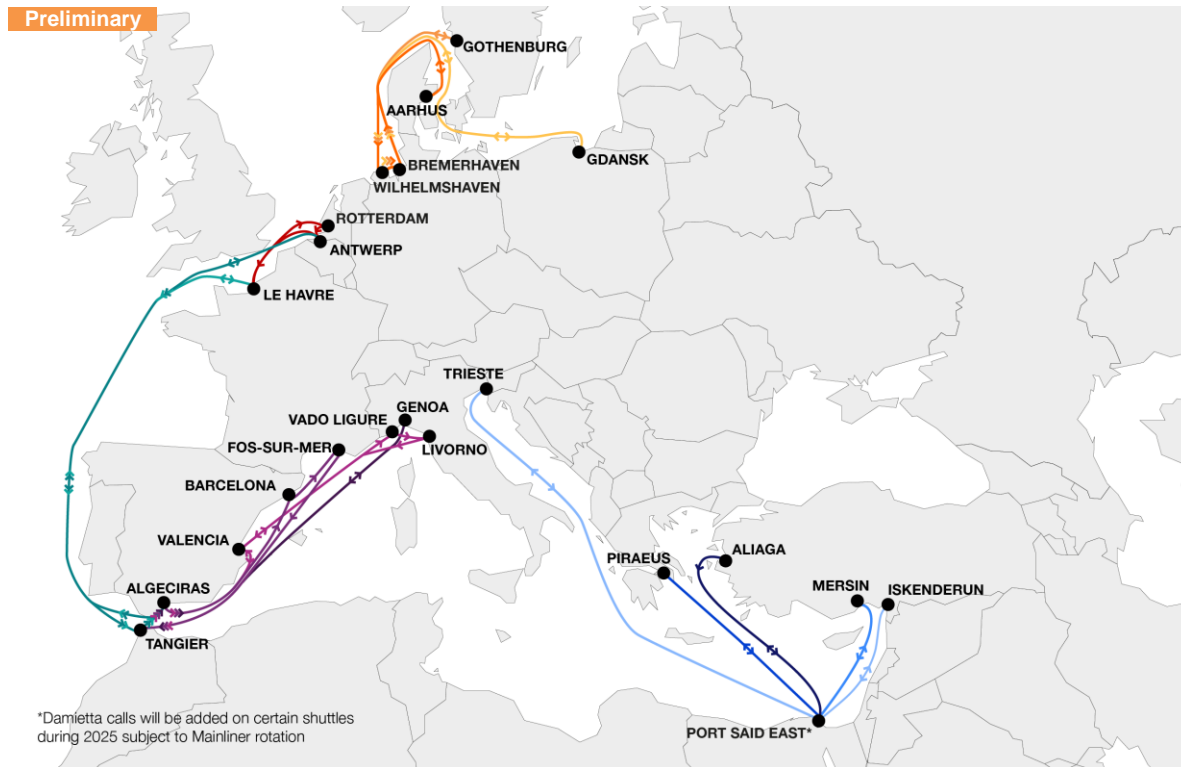 Preliminary
GOTHENBURG
AARHUS
GDANSK
BREMERHAVEN
WILHELMSHAVEN
ROTTERDAM
ANTWERP
LE HAVRE
TRIESTE
GENOA
VADO LIGURE
LIVORNO
FOS-SUR-MER
BARCELONA
VALENCIA
PIRAEUS
ALIAGA
ALGECIRAS
MERSIN
ISKENDERUN
TANGIER
*Damietta calls will be added on certain shuttles
during 2025 subject to Mainliner rotation
PORT SAID EAST*